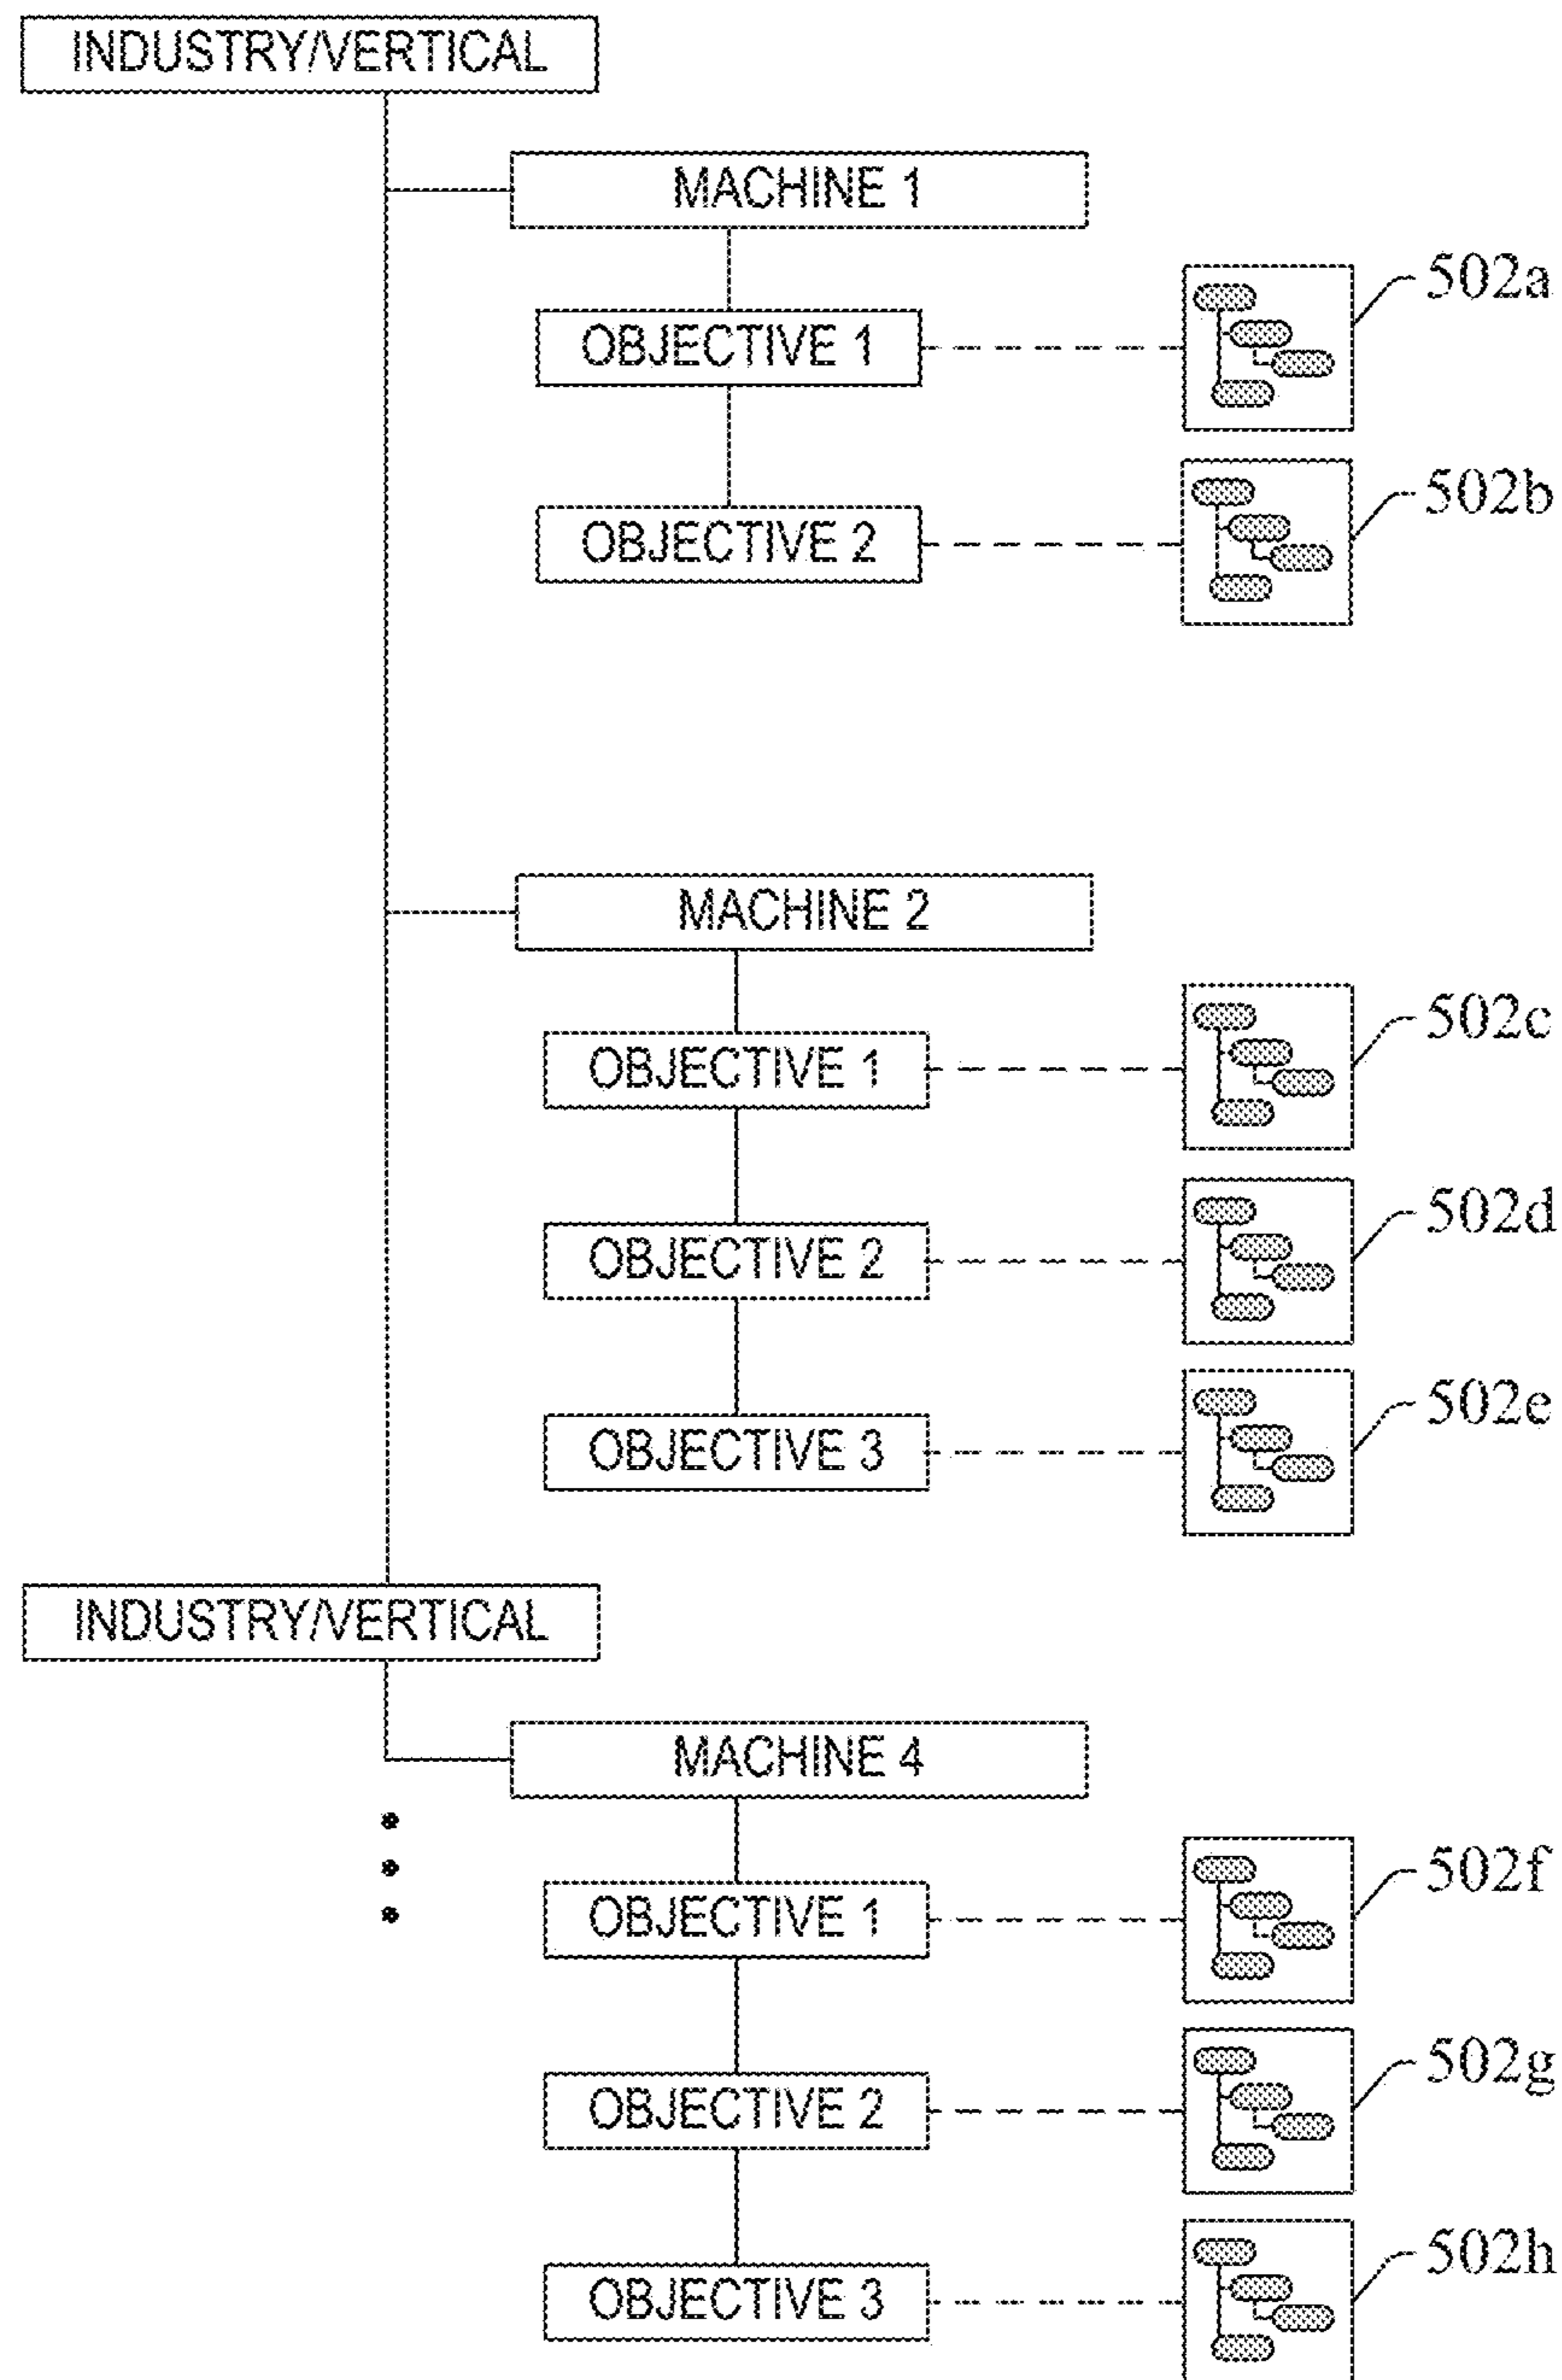 INDUSTRY/VERTICAL
MACHINE 1
OBJECTIVE 1
502a
OBJECTIVE 2
502b
MACHINE 2
OBJECTIVE 1
502c
OBJECTIVE 2
502d
OBJECTIVE 3
502e
INDUSTRY/VERTICAL
MACHINE 4
OBJECTIVE 1
502f
OBJECTIVE 2
502g
OBJECTIVE 3
502h